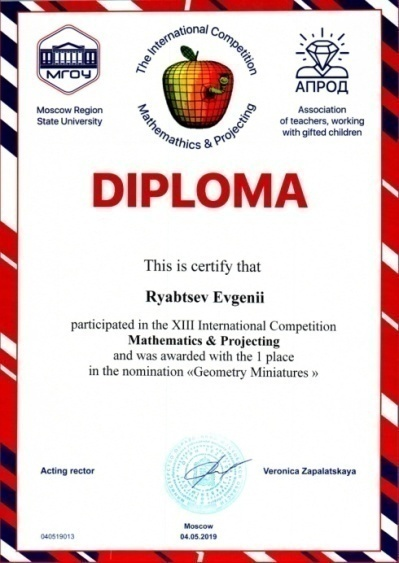 МГОУ
Moscow Region
State University
The International Competition
Mathemathics & Projecting
АПРОД
Association
of teachers, working
with gifted children
DIPLOMA
This is certify that
Ryabtsev Evgenii
participated in the XIII International Competition
Mathematics & Projecting
and was awarded with the 1 place
in the nomination «Geometry Miniatures »
Acting rector
Veronica Zapalatskaya
Moscow
04.05.2019
040519013